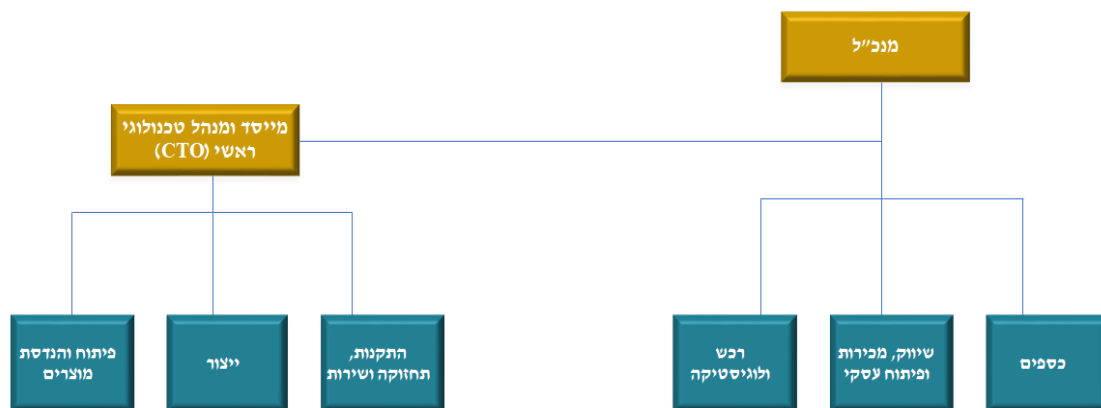 מנכ"ל
מייסד ומנהל טכנולוגי
ראשי (CTO)
כספים
שיווק, מכירות
ופיתוח עסקי
רכש
ולוגיסטיקה
התקנות,
תחזוקה ושירות
ייצור
פיתוח והנדסת
מוצרים